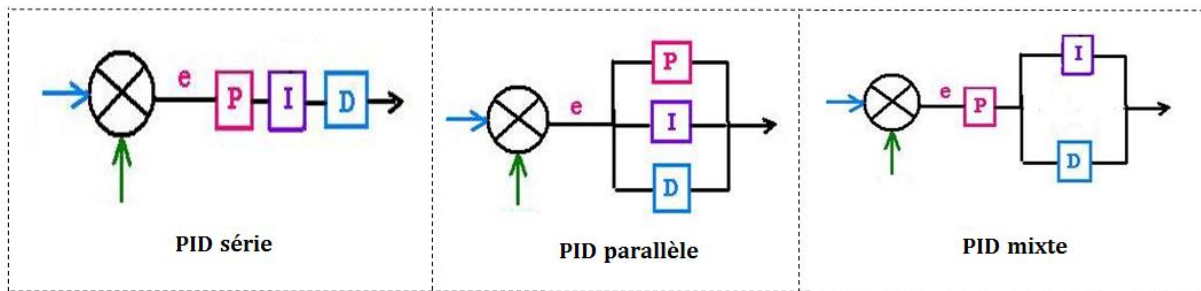 e P I D
PID série
P
e I
D
PID parallèle
I
e P
D
PID mixte